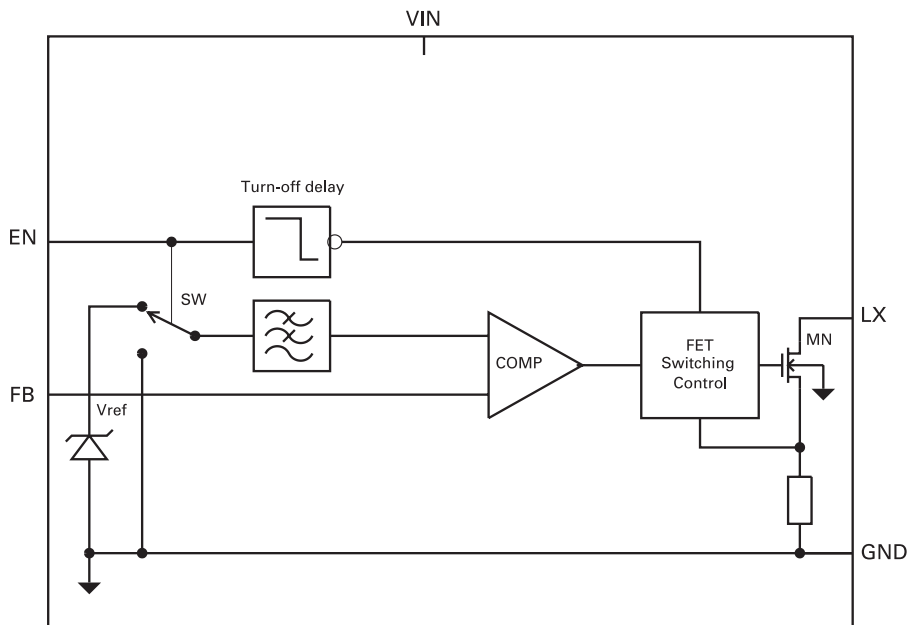 VIN
Turn-off delay
EN
SW
LX
MN
COMP
FET
Switching
Control
FB
Vref
GND